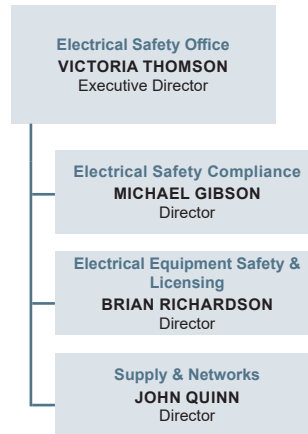 Electrical Safety Office
VICTORIA THOMSON
Executive Director
Electrical Safety Compliance
MICHAEL GIBSON
Director
Electrical Equipment Safety &
Licensing
BRIAN RICHARDSON
Director
Supply & Networks
JOHN QUINN
Director